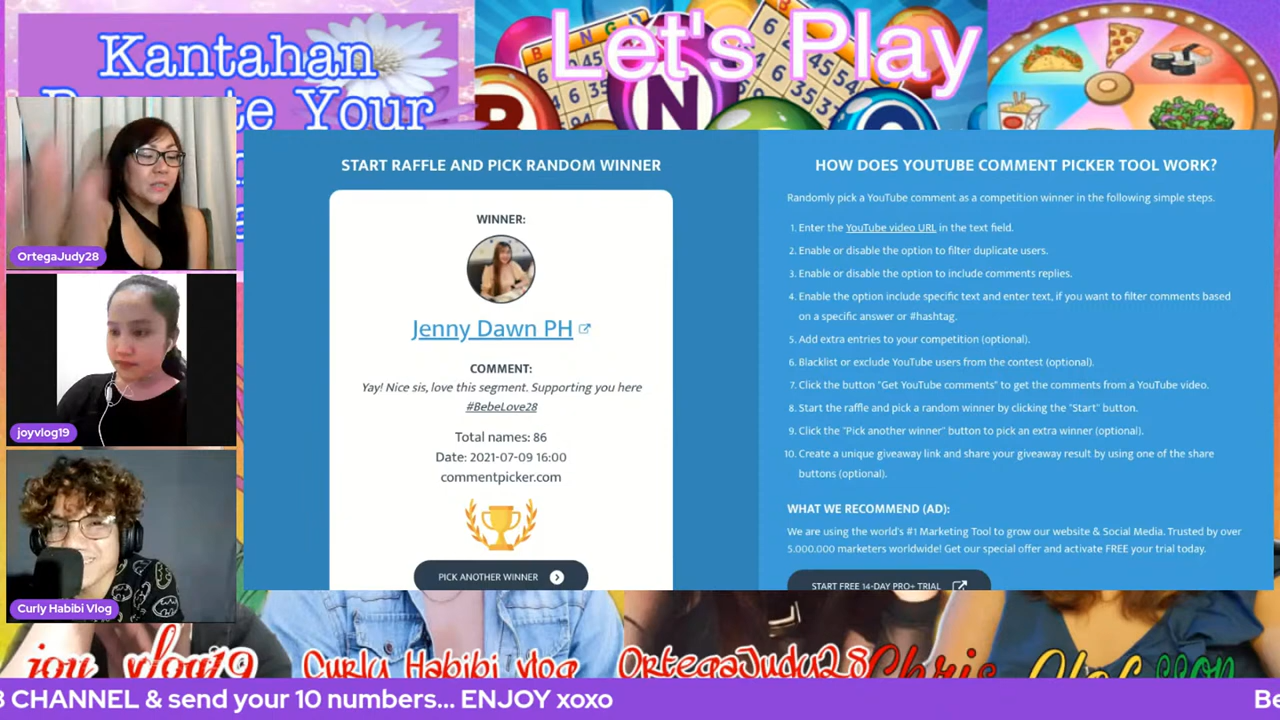 Kantahan
Let's Play
START RAFFLE AND PICK RANDOM WINNER
WINNER:
Jenny Dawn PH
COMMENT:
Yay! Nice sis, love this segment. Supporting you here
#BebeLove28
Total names: 86
Date: 2021-07-09 16:00
commentpicker.com
PICK ANOTHER WINNER
HOW DOES YOUTUBE COMMENT PICKER TOOL WORK?
Randomly pick a YouTube comment as a competition winner in the following simple steps.
1. Enter the YouTube video URL in the text field.
2. Enable or disable the option to filter duplicate users.
3. Enable or disable the option to include comments replies.
4. Enable the option include specific text and enter text, if you want to filter comments based
on a specific answer or #hashtag.
5. Add extra entries to your competition (optional).
6. Blacklist or exclude YouTube users from the contest (optional).
7. Click the button "Get YouTube comments" to get the comments from a YouTube video.
8. Start the raffle and pick a random winner by clicking the "Start" button.
9. Click the "Pick another winner" button to pick an extra winner (optional).
10. Create a unique giveaway link and share your giveaway result by using one of the share
buttons (optional).
WHAT WE RECOMMEND (AD):
We are using the world's #1 Marketing Tool to grow our website & Social Media. Trusted by over
5.000.000 marketers worldwide! Get our special offer and activate FREE your trial today.
START FREE 14-DAY PRO+ TRIAL
OrtegaJudy28
joyvlog19
Curly Habibi Vlog
joy vlog19
Curly Habibi vlog
OrtegaJudy28
Chris
CHANNEL & send your 10 numbers... ENJOY xoxo
Be